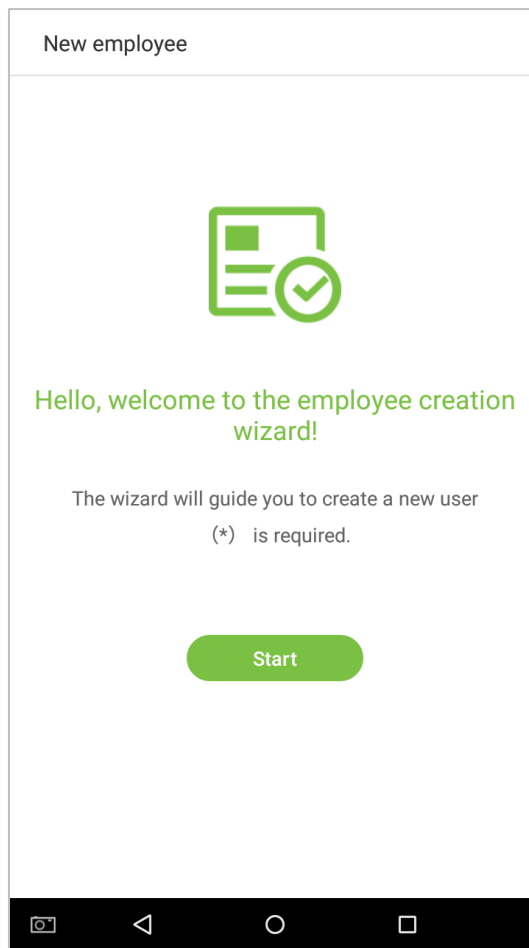 New employee
Hello, welcome to the employee creation
wizard!
The wizard will guide you to create a new user
(*) is required.
Start